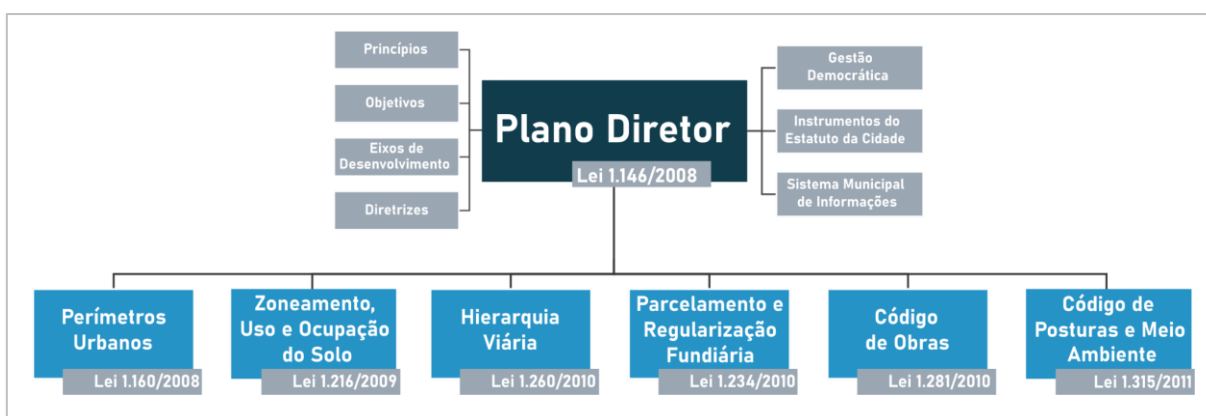 Princípios
Objetivos
Eixos de
Desenvolvimento
Diretrizes
Plano Diretor
Lei 1.146/2008
Gestão
Democrática
Instrumentos do
Estatuto da Cidade
Sistema Municipal
de Informações
Perímetros
Urbanos
Lei 1.160/2008
Zoneamento,
Uso e Ocupação
do Solo
Lei 1.216/2009
Hierarquia
Viária
Lei 1.260/2010
Parcelamento e
Regularização
Fundiária
Lei 1.234/2010
Código
de Obras
Lei 1.281/2010
Código de
Posturas e Meio
Ambiente
Lei 1.315/2011